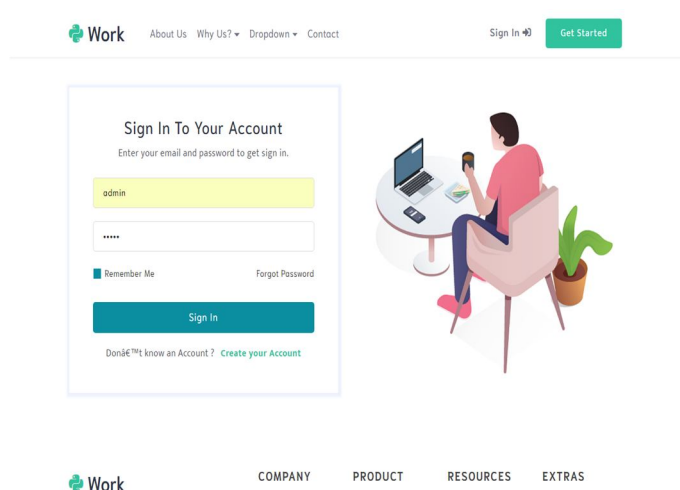 Work
About Us Why Us? Dropdown Contact Sign In Get Started
Sign In To Your Account
Enter your email and password to get sign in.
admin
•••••
Remember Me Forgot Password
Sign In
Donâ€™t know an Account ? Create your Account
Work
COMPANY PRODUCT RESOURCES EXTRAS